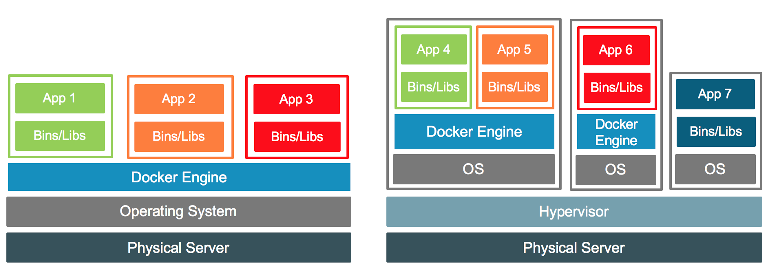 App 1
Bins/Libs
App 2
Bins/Libs
App 3
Bins/Libs
Docker Engine
Operating System
Physical Server
App 4
Bins/Libs
App 5
Bins/Libs
Docker Engine
OS
App 6
Bins/Libs
Docker
Engine
OS
App 7
Bins/Libs
OS
Hypervisor
Physical Server